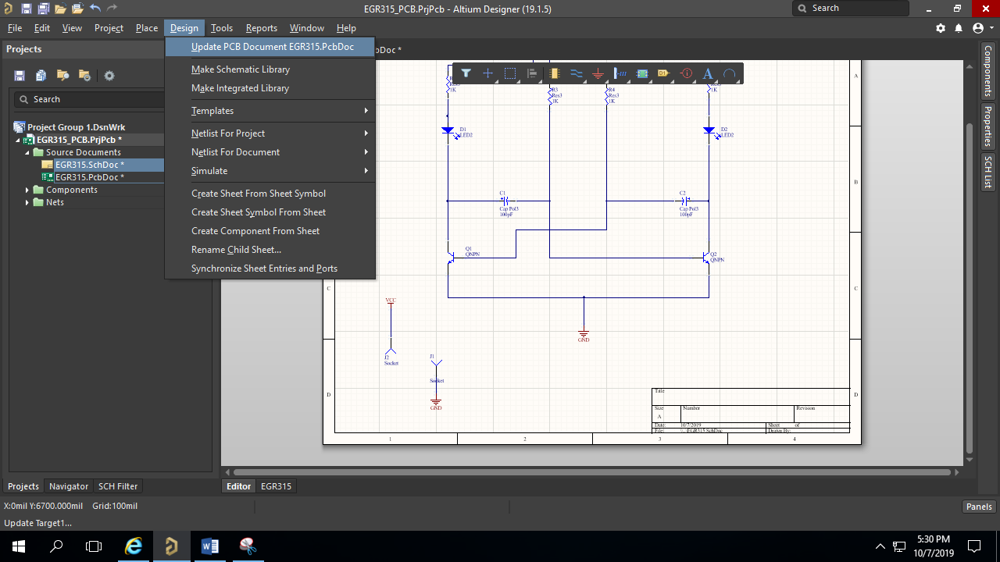 EGR315_PCB.PrjPcb - Altium Designer (19.1.5)
Search
File Edit View Project Place Design Tools Reports Window Help
Projects
Update PCB Document EGR315.PcbDoc
Make Schematic Library
Make Integrated Library
Templates
Netlist For Project
Netlist For Document
Simulate
Create Sheet From Sheet Symbol
Create Sheet Symbol From Sheet
Create Component From Sheet
Rename Child Sheet...
Synchronize Sheet Entries and Ports
Search
Project Group 1.DsnWrk
EGR315_PCB.PrjPcb *
Source Documents
EGR315.SchDoc *
EGR315.PcbDoc *
Components
Nets
Res3
1K
R3
Res3
1K
R4
Res3
1K
Res3
1K
D1
LED2
D2
LED2
C1
Cap Pol3
100pF
C2
Cap Pol3
100pF
Q1
QNPN
Q2
QNPN
VCC
GND
J2
Socket
J1
Socket
GND
A
B
C
D
C
D
Title
Size
A
Number
Revision
Date: 10/7/2019 Sheet of
File: EGR315.SchDoc Drawn By:
1 2 3 4
Components
Properties
SCH List
Projects Navigator SCH Filter
Editor EGR315
X:0mil Y:6700.000mil Grid:100mil
Panels
Update Target1...
5:30 PM
10/7/2019